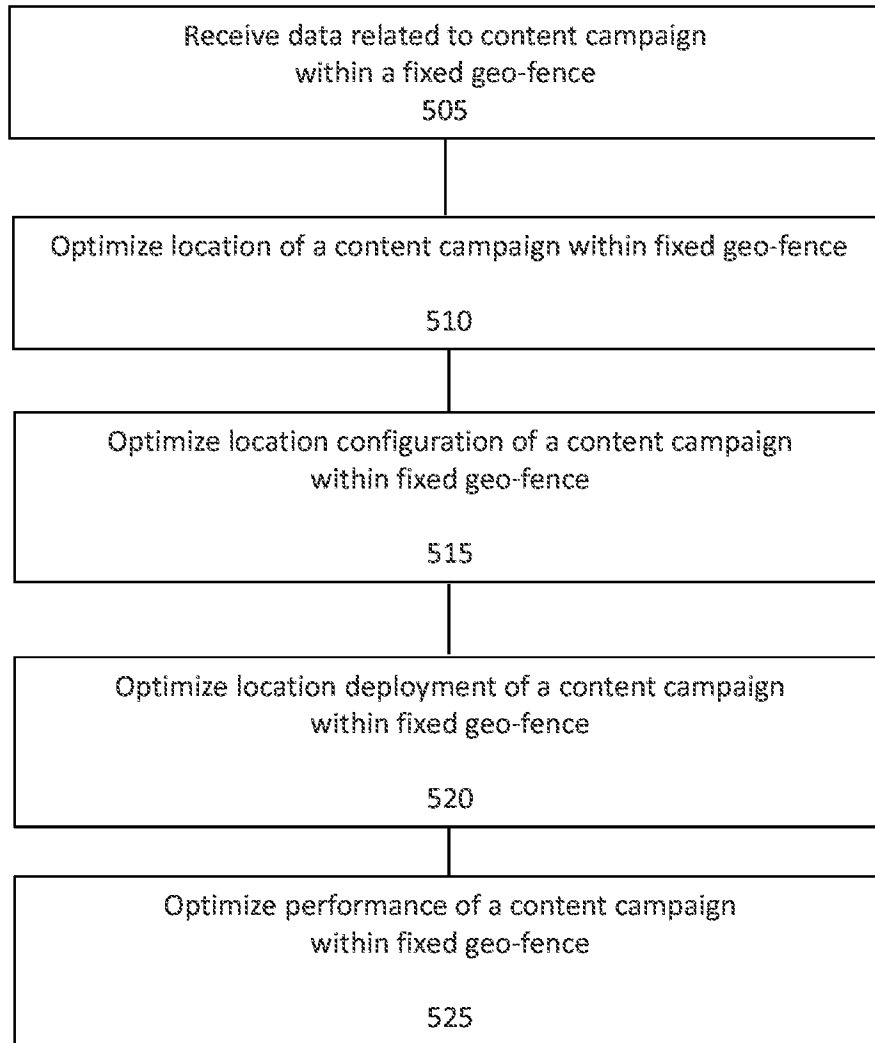 Receive data related to content campaign
within a fixed geo-fence
505
Optimize location of a content campaign within fixed geo-fence
510
Optimize location configuration of a content campaign
within fixed geo-fence
515
Optimize location deployment of a content campaign
within fixed geo-fence
520
Optimize performance of a content campaign
within fixed geo-fence
525